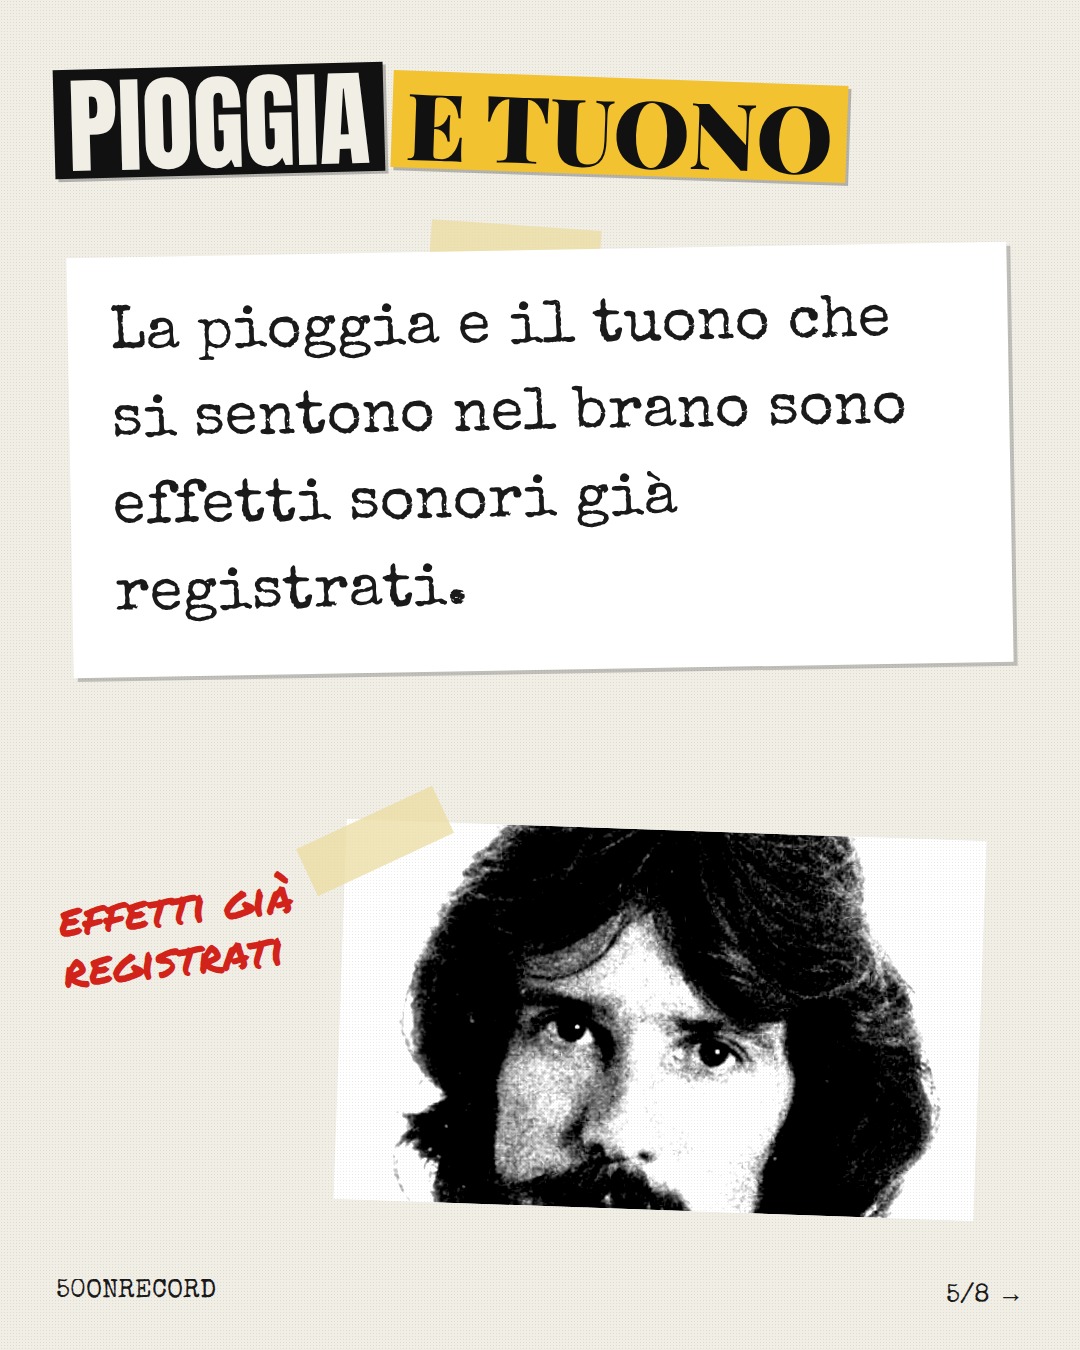 PIOGGIA E TUONO
La pioggia e il tuono che
si sentono nel brano sono
effetti sonori già
registrati.
EFFETTI GIÀ
REGISTRATI
50ONRECORD
5/8 →